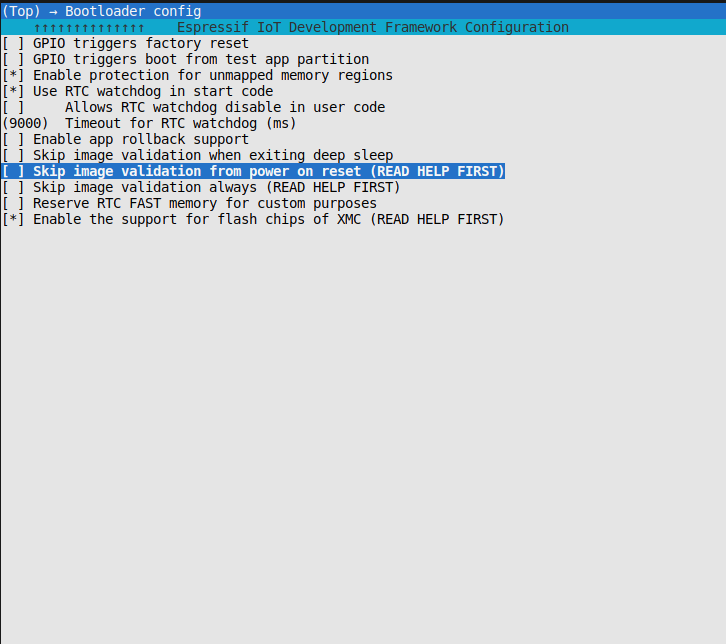 (Top) → Bootloader config
↑↑↑↑↑↑↑↑↑↑↑↑↑↑    Espressif IoT Development Framework Configuration
[ ] GPIO triggers factory reset
[ ] GPIO triggers boot from test app partition
[*] Enable protection for unmapped memory regions
[*] Use RTC watchdog in start code
[ ]     Allows RTC watchdog disable in user code
(9000)  Timeout for RTC watchdog (ms)
[ ] Enable app rollback support
[ ] Skip image validation when exiting deep sleep
[ ] Skip image validation from power on reset (READ HELP FIRST)
[ ] Skip image validation always (READ HELP FIRST)
[ ] Reserve RTC FAST memory for custom purposes
[*] Enable the support for flash chips of XMC (READ HELP FIRST)